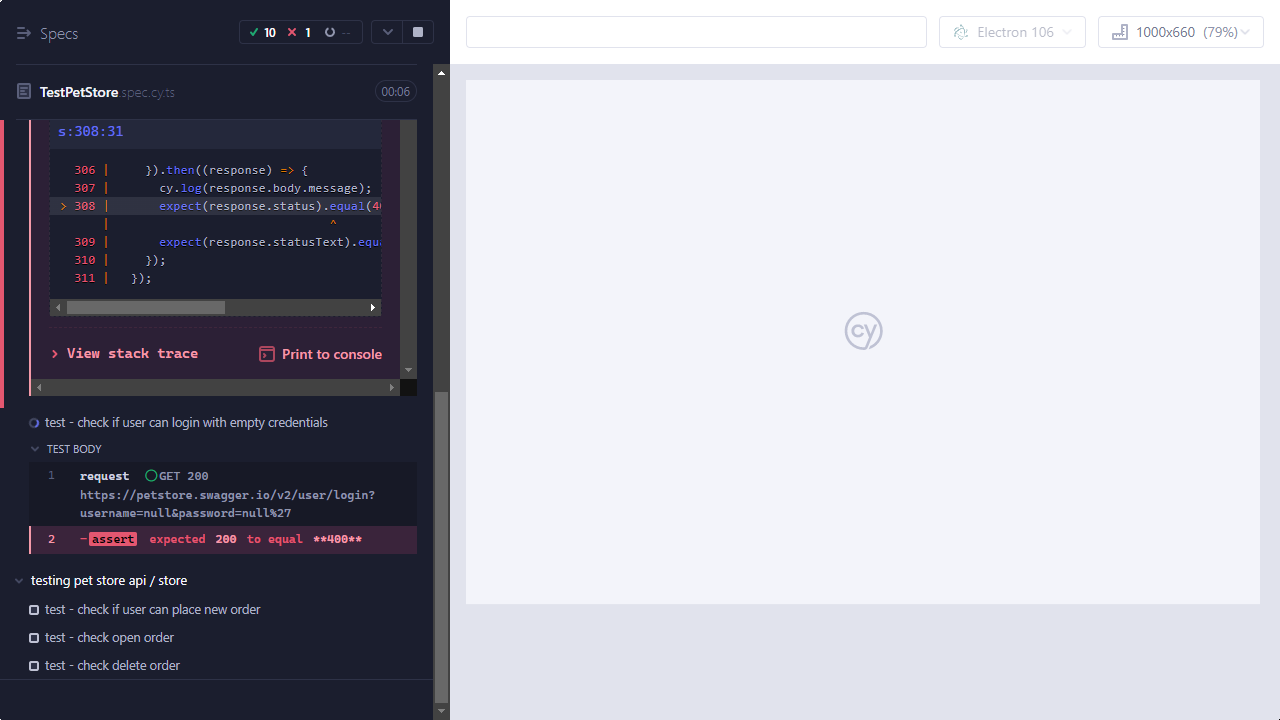 Specs
10
1
--
Electron 106
1000x660 (79%)
TestPetStore.spec.cy.ts
00:06
s:308:31
306 | }).then((response) => {
307 | cy.log(response.body.message);
> 308 | expect(response.status).equal(40
| ^
309 | expect(response.statusText).equa
310 | });
311 | });
View stack trace
Print to console
test - check if user can login with empty credentials
TEST BODY
1 request GET 200
https://petstore.swagger.io/v2/user/login?
username=null&password=null%27
2 -assert expected 200 to equal **400**
testing pet store api / store
test - check if user can place new order
test - check open order
test - check delete order
cy